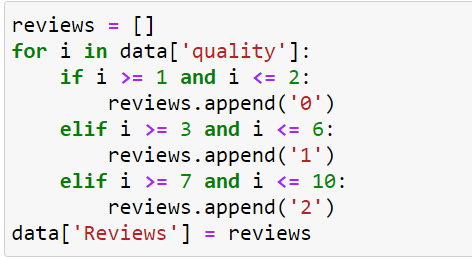 reviews = []
for i in data['quality']:
    if i >= 1 and i <= 2:
        reviews.append('0')
    elif i >= 3 and i <= 6:
        reviews.append('1')
    elif i >= 7 and i <= 10:
        reviews.append('2')
data['Reviews'] = reviews